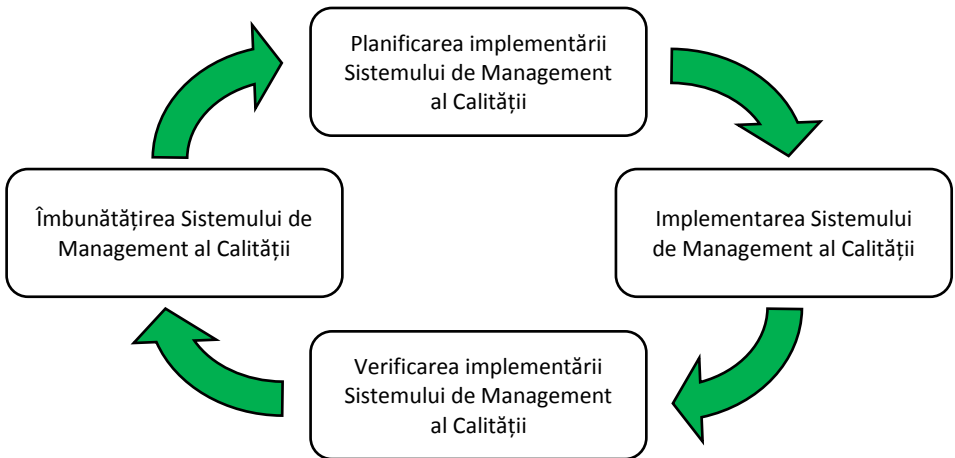 Planificarea implementării
Sistemului de Management
al Calității
Îmbunătățirea Sistemului de
Management al Calității
Implementarea Sistemului
de Management al Calității
Verificarea implementării
Sistemului de Management
al Calității